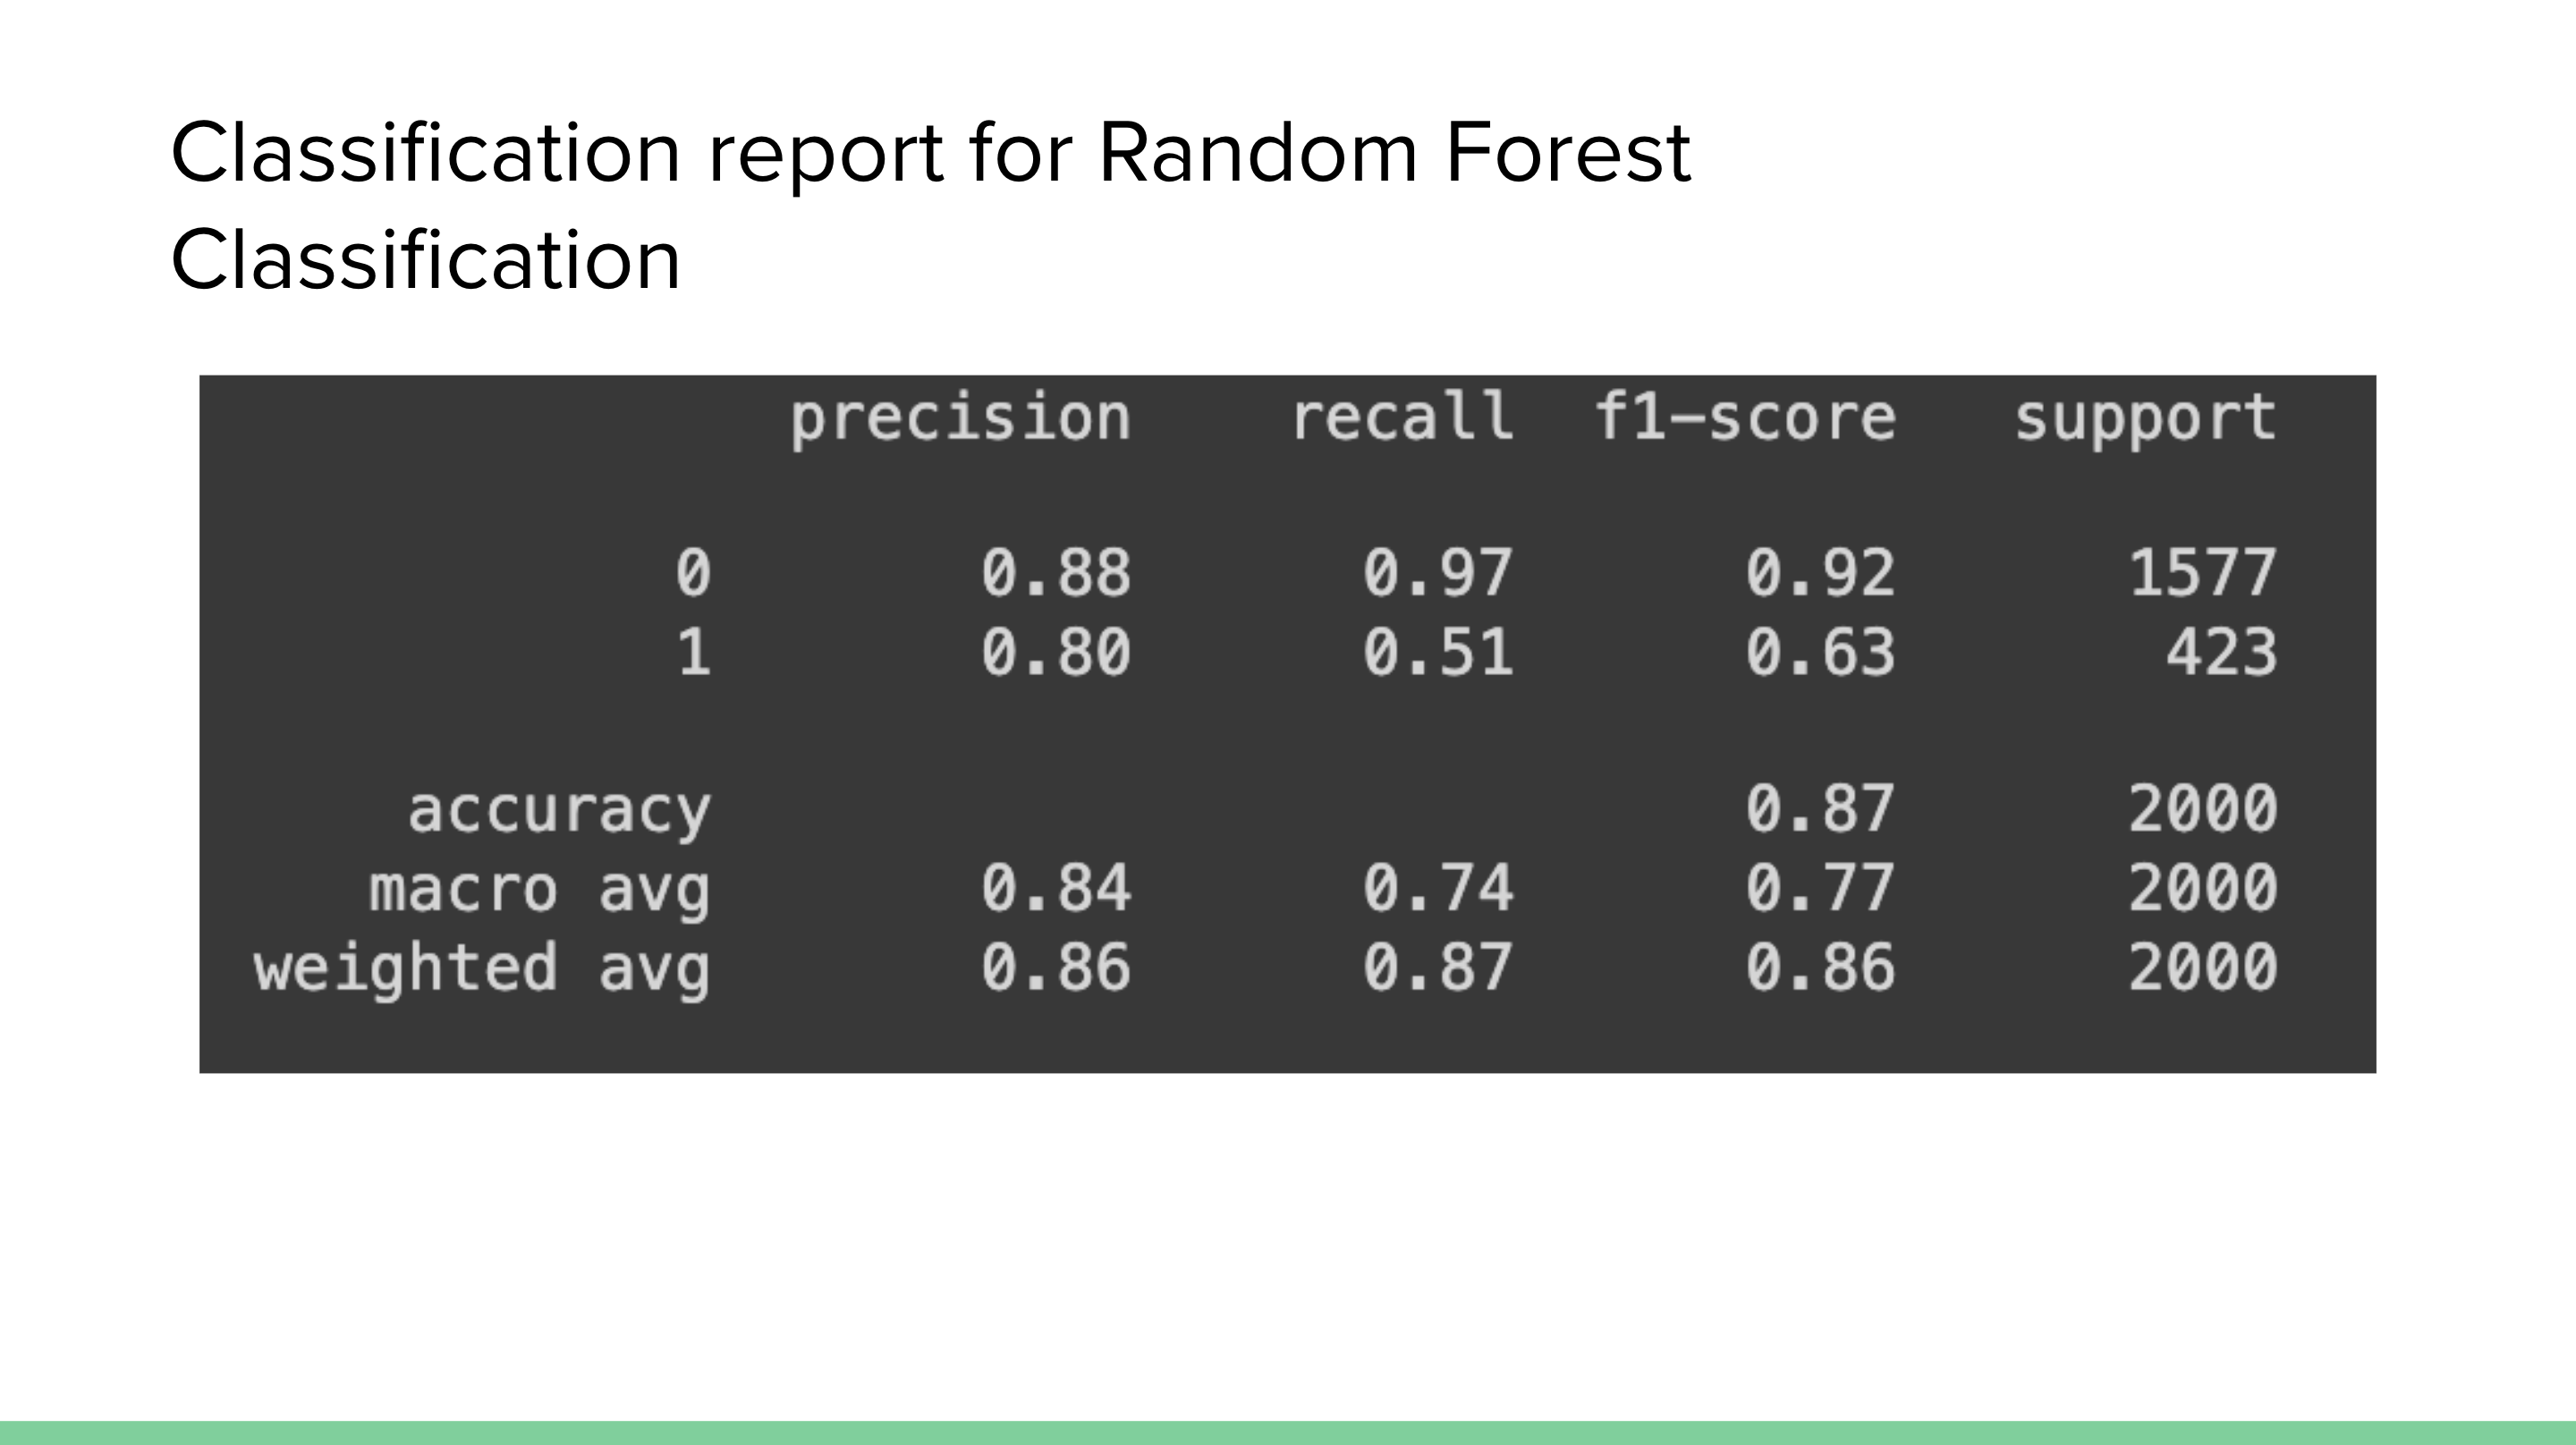 Classification report for Random Forest
Classification
precision recall f1-score support
0 0.88 0.97 0.92 1577
1 0.80 0.51 0.63 423
accuracy 0.87 2000
macro avg 0.84 0.74 0.77 2000
weighted avg 0.86 0.87 0.86 2000